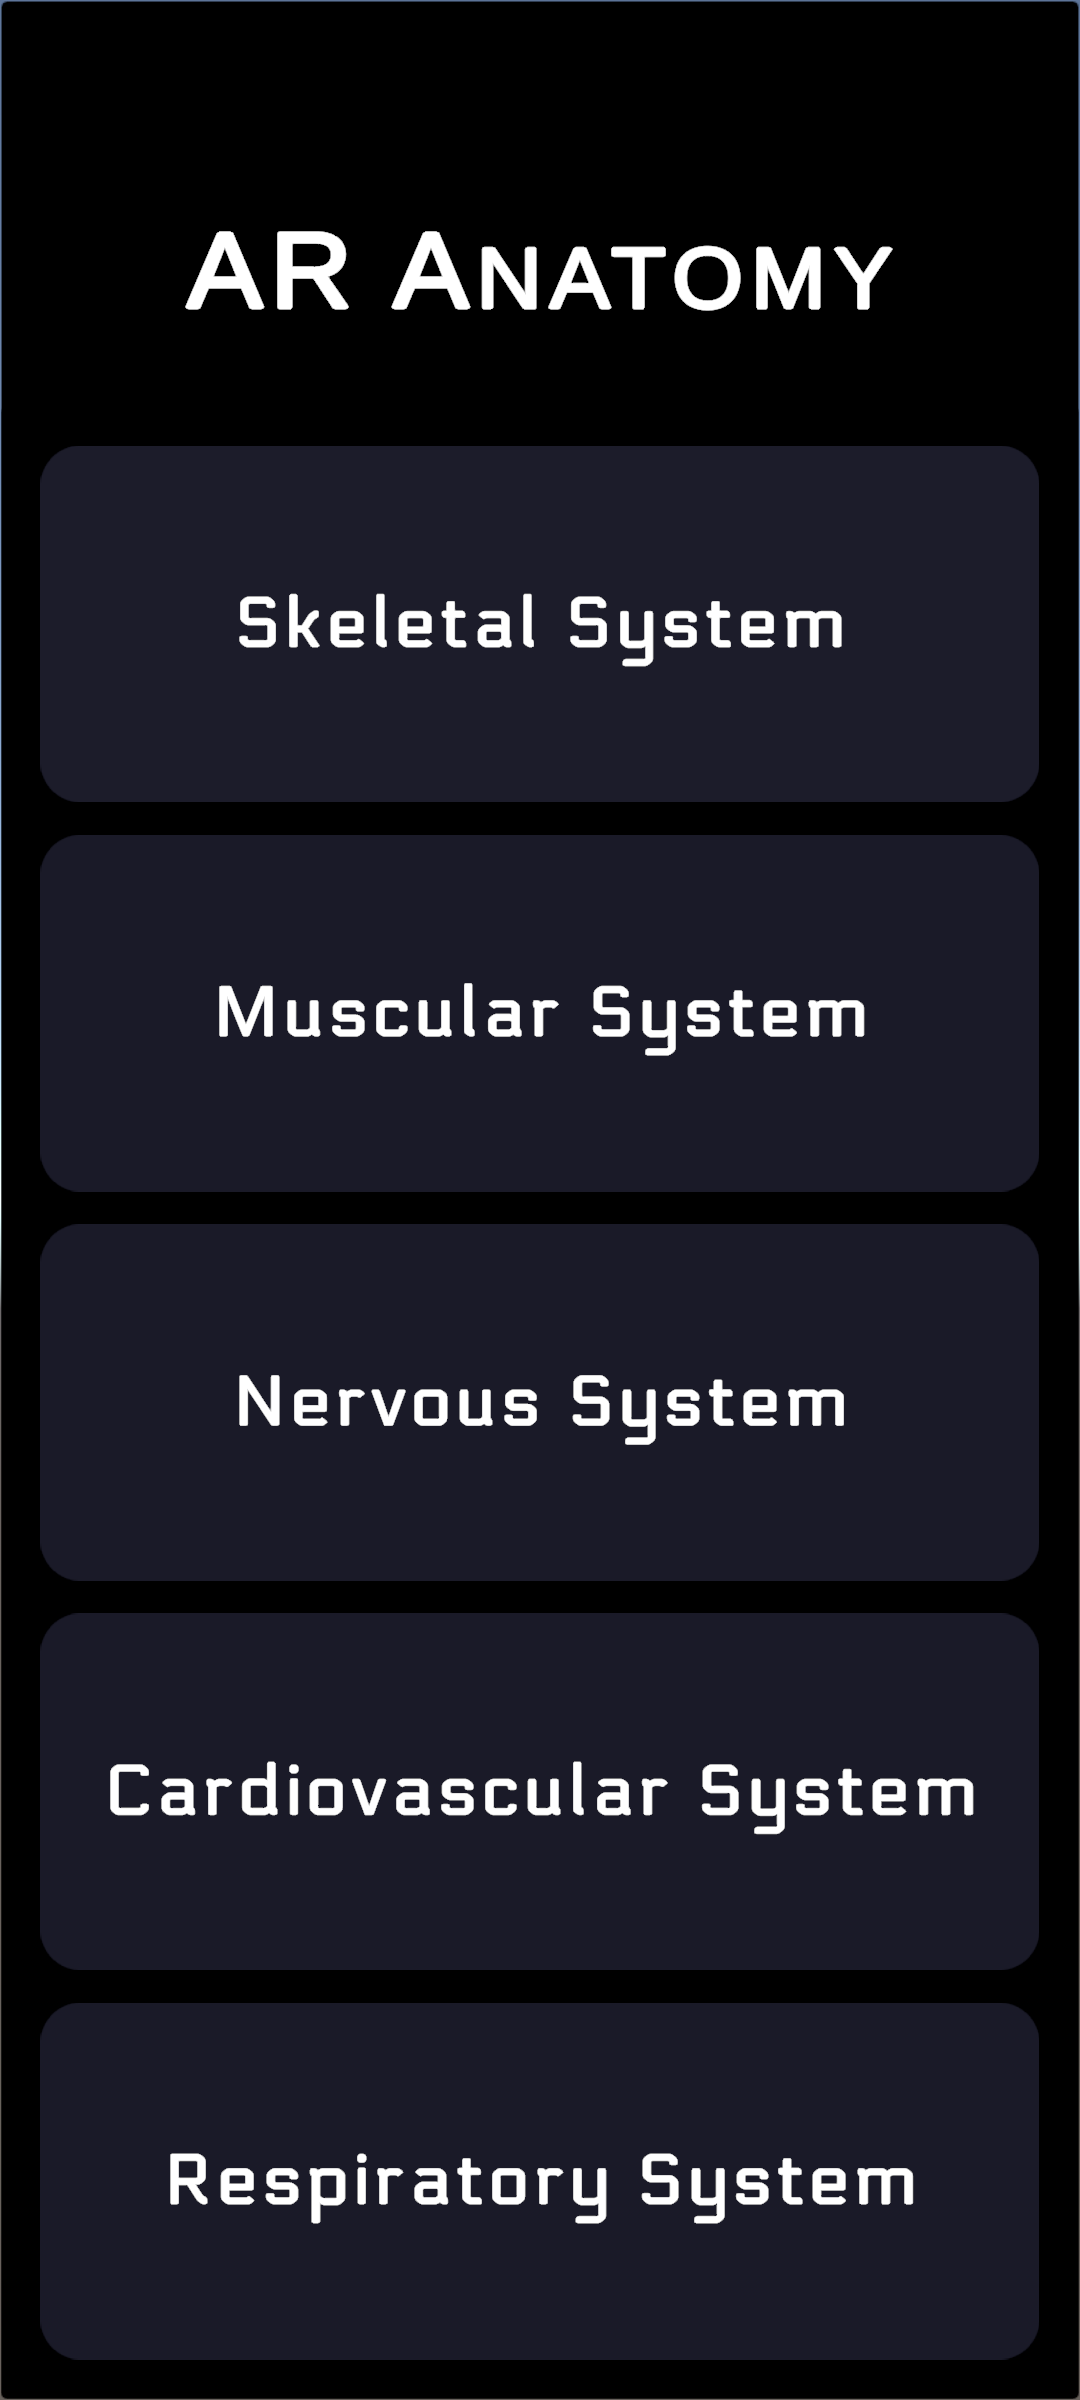 AR Anatomy
Skeletal System
Muscular System
Nervous System
Cardiovascular System
Respiratory System